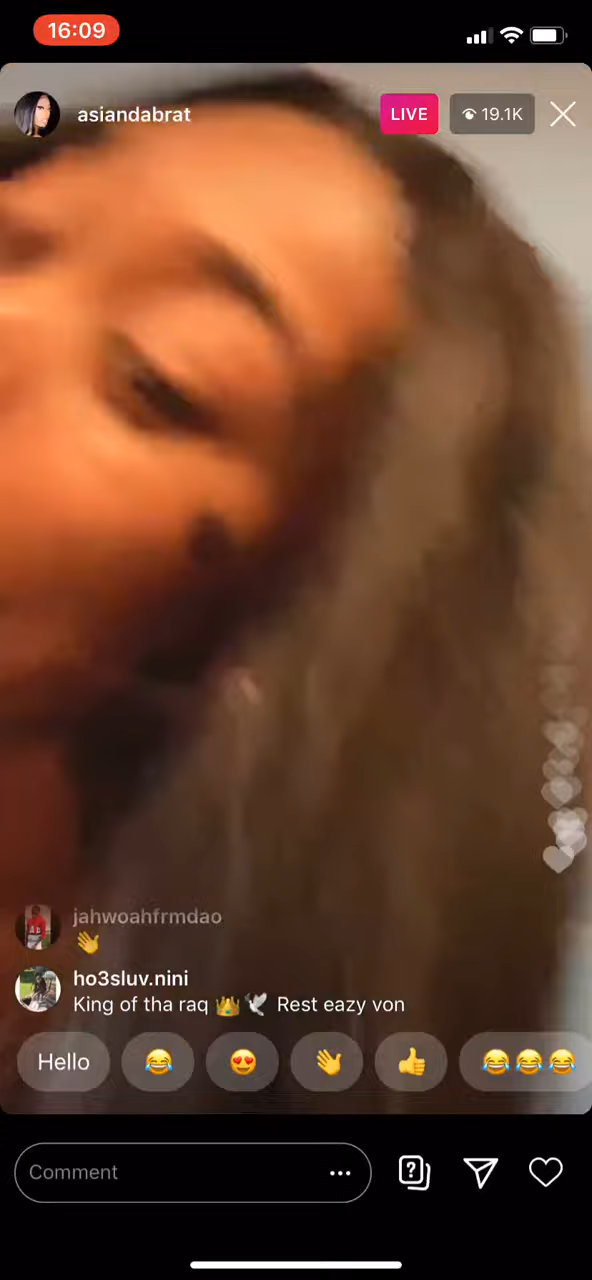 16:09
asiandabrat
LIVE
19.1K
jahwoahfrmdao
👋
ho3sluv.nini
King of tha raq 👑🕊 Rest eazy von
Hello 😂 😍 👋 👍 😂😂😂
Comment